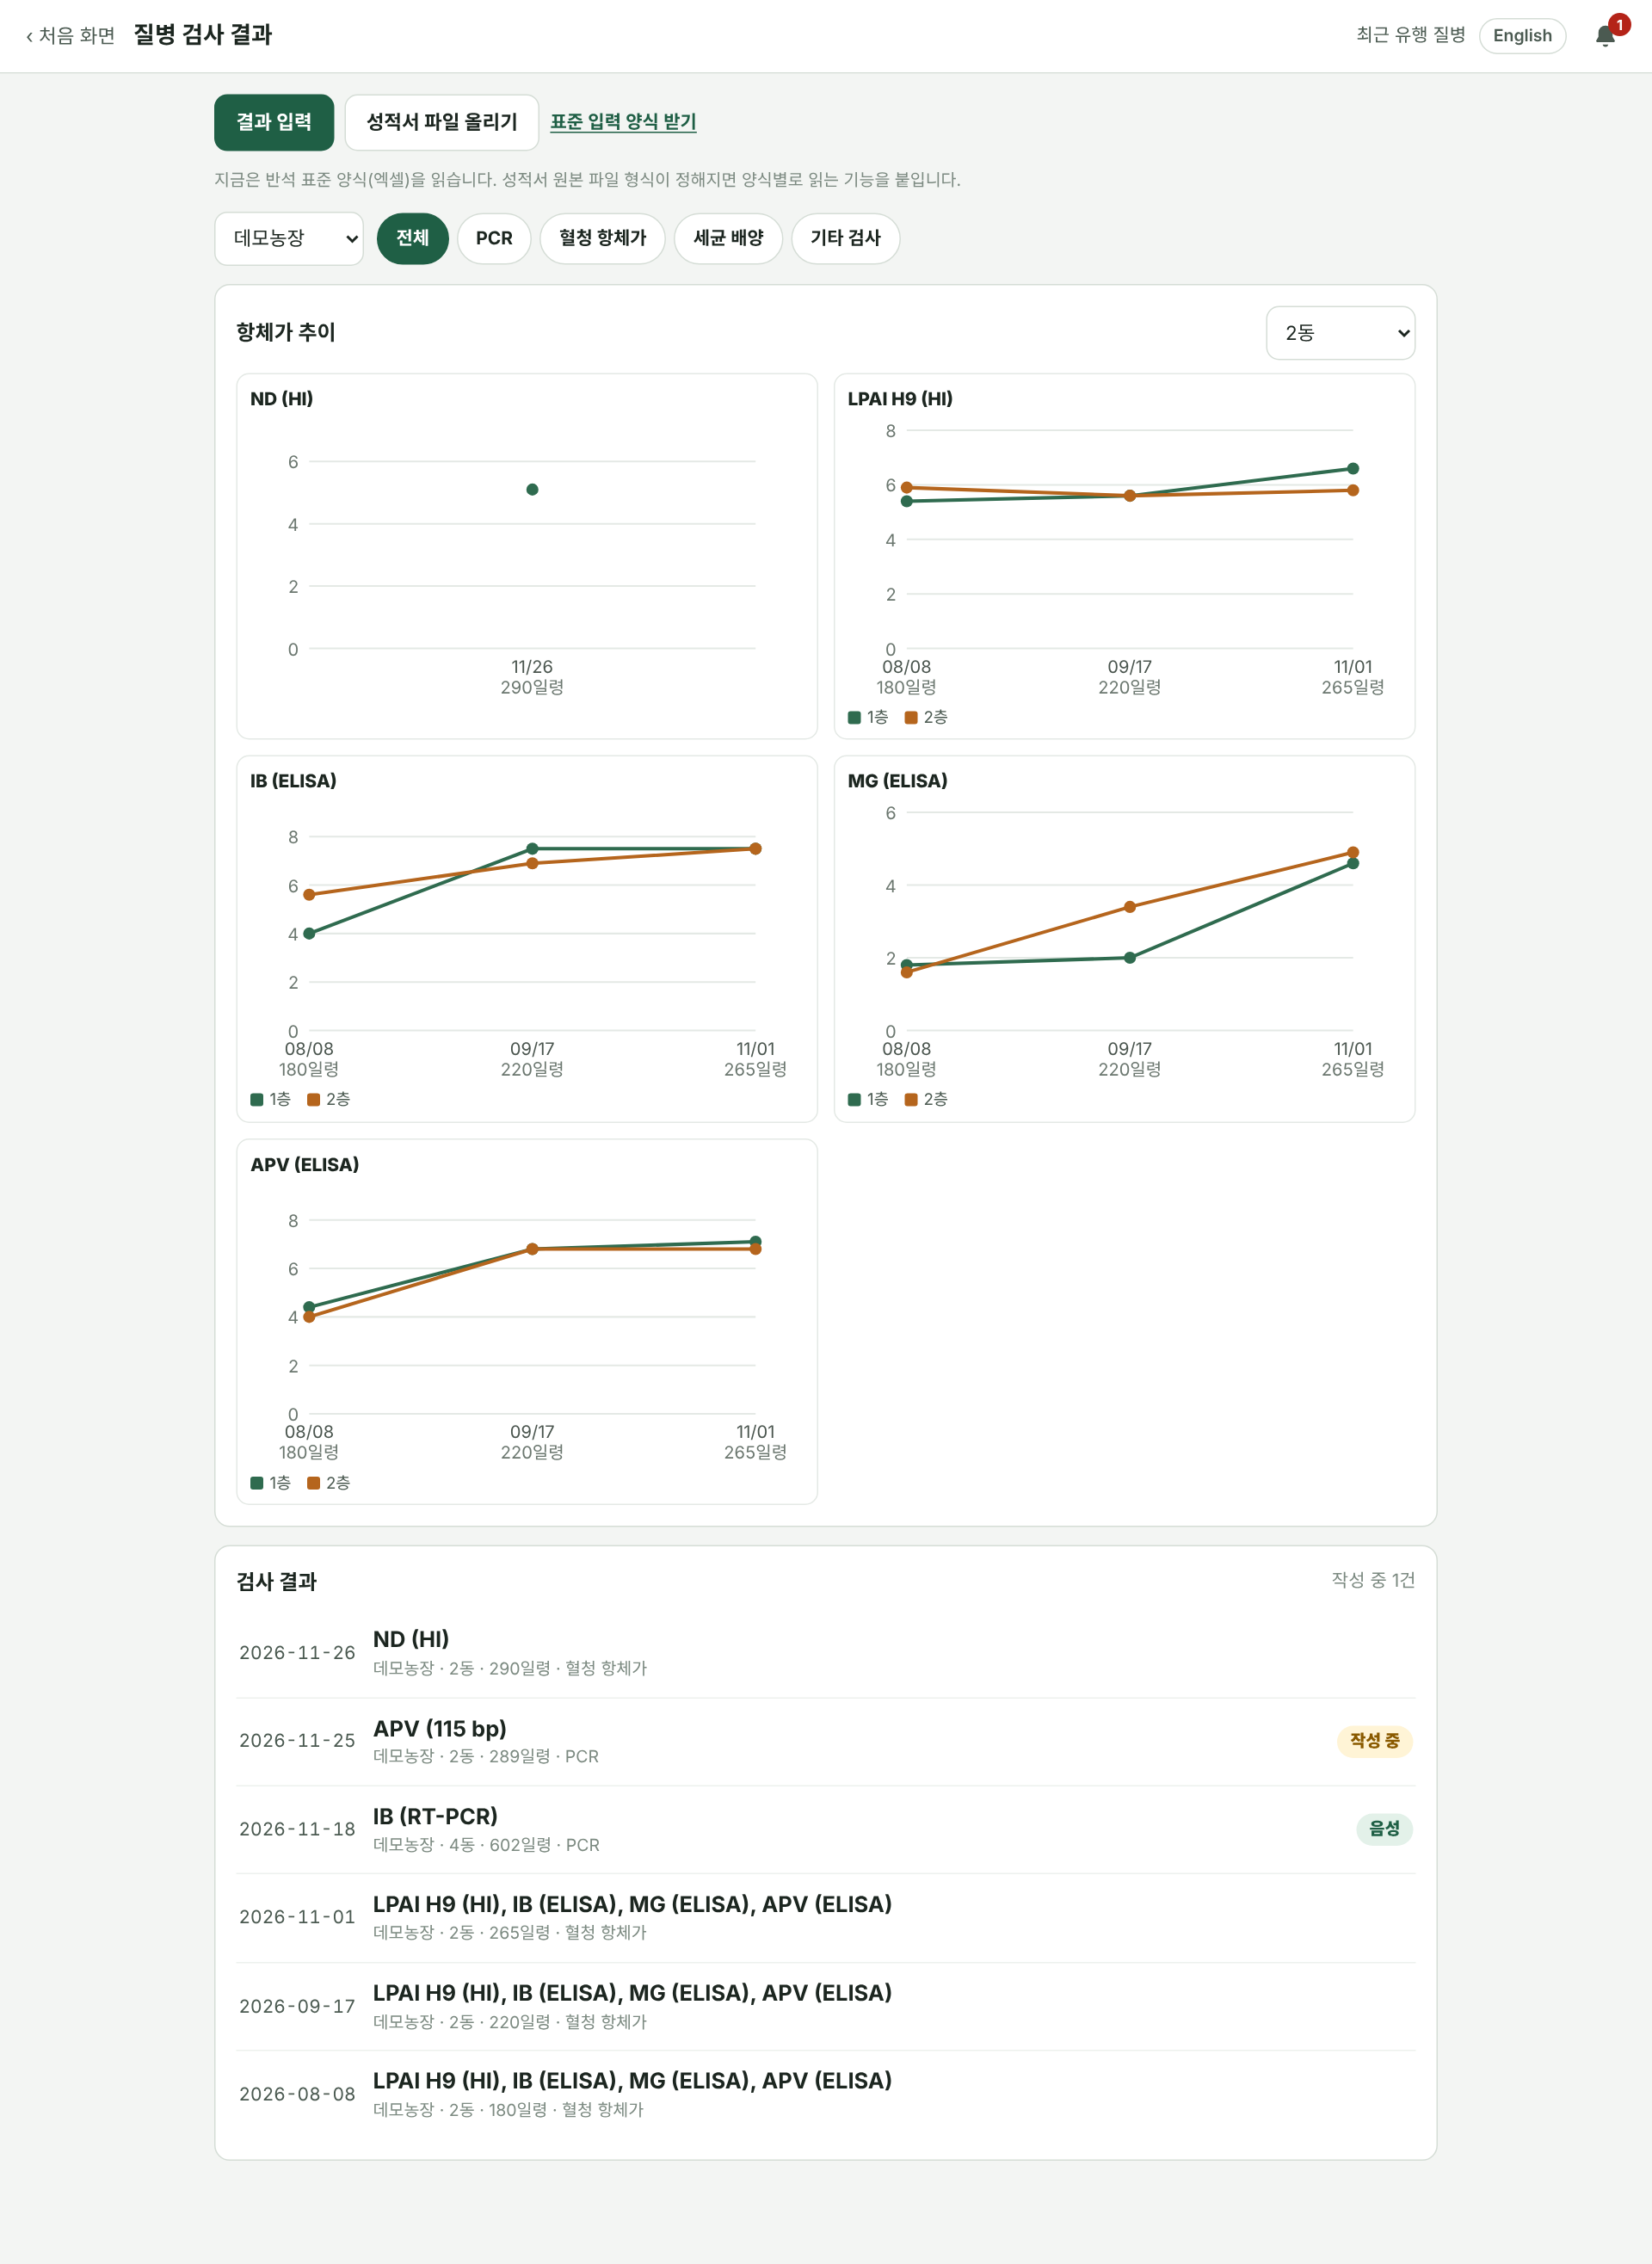 ‹ 처음 화면 질병 검사 결과 최근 유행 질병 English 1
결과 입력 성적서 파일 올리기 표준 입력 양식 받기
지금은 반석 표준 양식(엑셀)을 읽습니다. 성적서 원본 파일 형식이 정해지면 양식별로 읽는 기능을 붙입니다.
데모농장 전체 PCR 혈청 항체가 세균 배양 기타 검사
항체가 추이 2동
ND (HI)
6
4
2
0
11/26
290일령
LPAI H9 (HI)
8
6
4
2
0
08/08 09/17 11/01
180일령 220일령 265일령
1층 2층
IB (ELISA)
8
6
4
2
0
08/08 09/17 11/01
180일령 220일령 265일령
1층 2층
MG (ELISA)
6
4
2
0
08/08 09/17 11/01
180일령 220일령 265일령
1층 2층
APV (ELISA)
8
6
4
2
0
08/08 09/17 11/01
180일령 220일령 265일령
1층 2층
검사 결과 작성 중 1건
2026-11-26 ND (HI)
데모농장 · 2동 · 290일령 · 혈청 항체가
2026-11-25 APV (115 bp) 작성 중
데모농장 · 2동 · 289일령 · PCR
2026-11-18 IB (RT-PCR) 음성
데모농장 · 4동 · 602일령 · PCR
2026-11-01 LPAI H9 (HI), IB (ELISA), MG (ELISA), APV (ELISA)
데모농장 · 2동 · 265일령 · 혈청 항체가
2026-09-17 LPAI H9 (HI), IB (ELISA), MG (ELISA), APV (ELISA)
데모농장 · 2동 · 220일령 · 혈청 항체가
2026-08-08 LPAI H9 (HI), IB (ELISA), MG (ELISA), APV (ELISA)
데모농장 · 2동 · 180일령 · 혈청 항체가